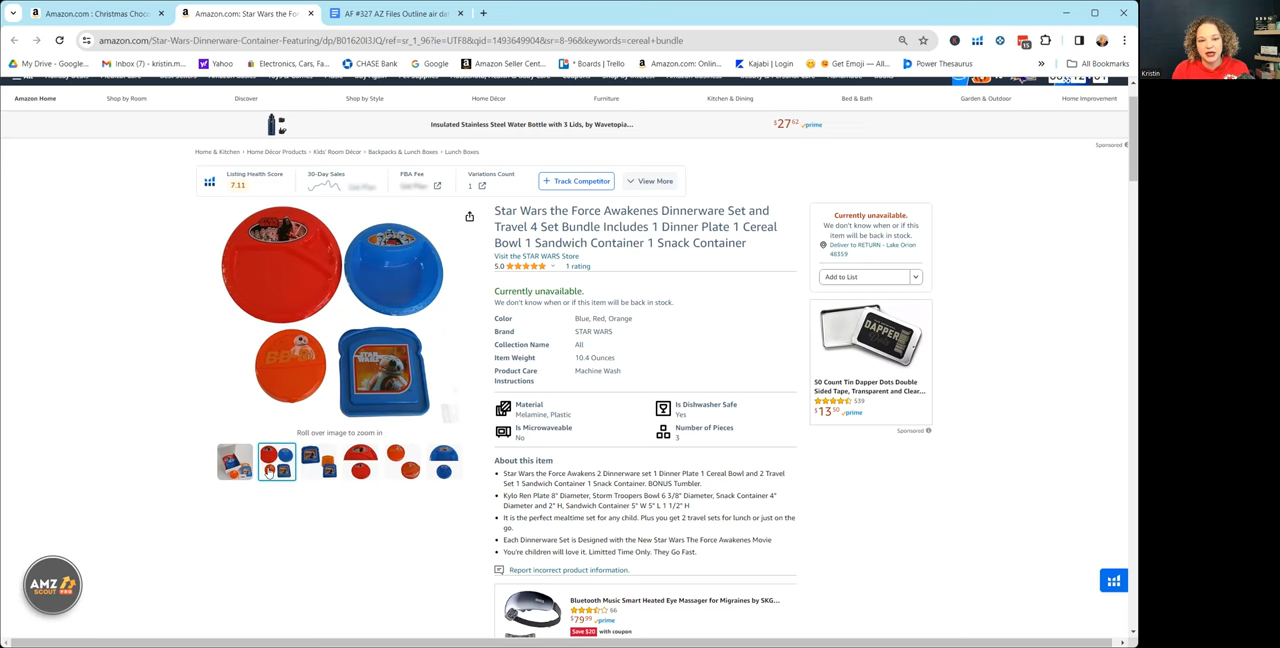 Amazon.com : Christmas Choco
Amazon.com: Star Wars the For
AF #327 AZ Files Outline air da
amazon.com/Star-Wars-Dinnerware-Container-Featuring/dp/B01620I3JQ/ref=sr_1_96?ie=UTF8&qid=1493649904&sr=8-96&keywords=cereal+bundle
My Drive - Google...
Inbox (7) - kristin.m...
Yahoo
Electronics, Cars, Fa...
CHASE Bank
Google
Amazon Seller Cent...
* Boards | Trello
Amazon.com: Onlin...
Kajabi | Login
Get Emoji — All...
Power Thesaurus
All Bookmarks
Amazon Home
Shop by Room
Discover
Shop by Style
Home Décor
Furniture
Kitchen & Dining
Bed & Bath
Garden & Outdoor
Home Improvement
Insulated Stainless Steel Water Bottle with 3 Lids, by Wavetopia...
$27 62 prime
Sponsored
Home & Kitchen › Home Décor Products › Kids' Room Décor › Backpacks & Lunch Boxes › Lunch Boxes
Listing Health Score
7.11
30-Day Sales
FBA Fee
Variations Count
1
+ Track Competitor
View More
Star Wars the Force Awakenes Dinnerware Set and
Travel 4 Set Bundle Includes 1 Dinner Plate 1 Cereal
Bowl 1 Sandwich Container 1 Snack Container
Visit the STAR WARS Store
5.0
1 rating
Currently unavailable.
We don't know when or if this item will be back in stock.
Color Blue, Red, Orange
Brand STAR WARS
Collection Name All
Item Weight 10.4 Ounces
Product Care Machine Wash
Instructions
Material
Melamine, Plastic
Is Dishwasher Safe
Yes
Is Microwaveable
No
Number of Pieces
3
About this item
• Star Wars the Force Awakens 2 Dinnerware set 1 Dinner Plate 1 Cereal Bowl and 2 Travel
Set 1 Sandwich Container 1 Snack Container. BONUS Tumbler.
• Kylo Ren Plate 8" Diameter, Storm Troopers Bowl 6 3/8" Diameter, Snack Container 4"
Diameter and 2" H, Sandwich Container 5" W 5" L 1 1/2" H
• It is the perfect mealtime set for any child. Plus you get 2 travel sets for lunch or just on the
go.
• Each Dinnerware Set is Designed with the New Star Wars The Force Awakenes Movie
• You're children will love it. Limitted Time Only. They Go Fast.
Report incorrect product information.
Bluetooth Music Smart Heated Eye Massager for Migraines by SKG...
66
$79 99 prime
Save $20 with coupon
Roll over image to zoom in
BB-8
STAR WARS
Currently unavailable.
We don't know when or if this
item will be back in stock.
Deliver to RETURN - Lake Orion
48359
Add to List
DAPPER
50 Count Tin Dapper Dots Double
Sided Tape, Transparent and Clear...
539
$13 50 prime
Sponsored
AMZ
SCOUT PRO
Kristin